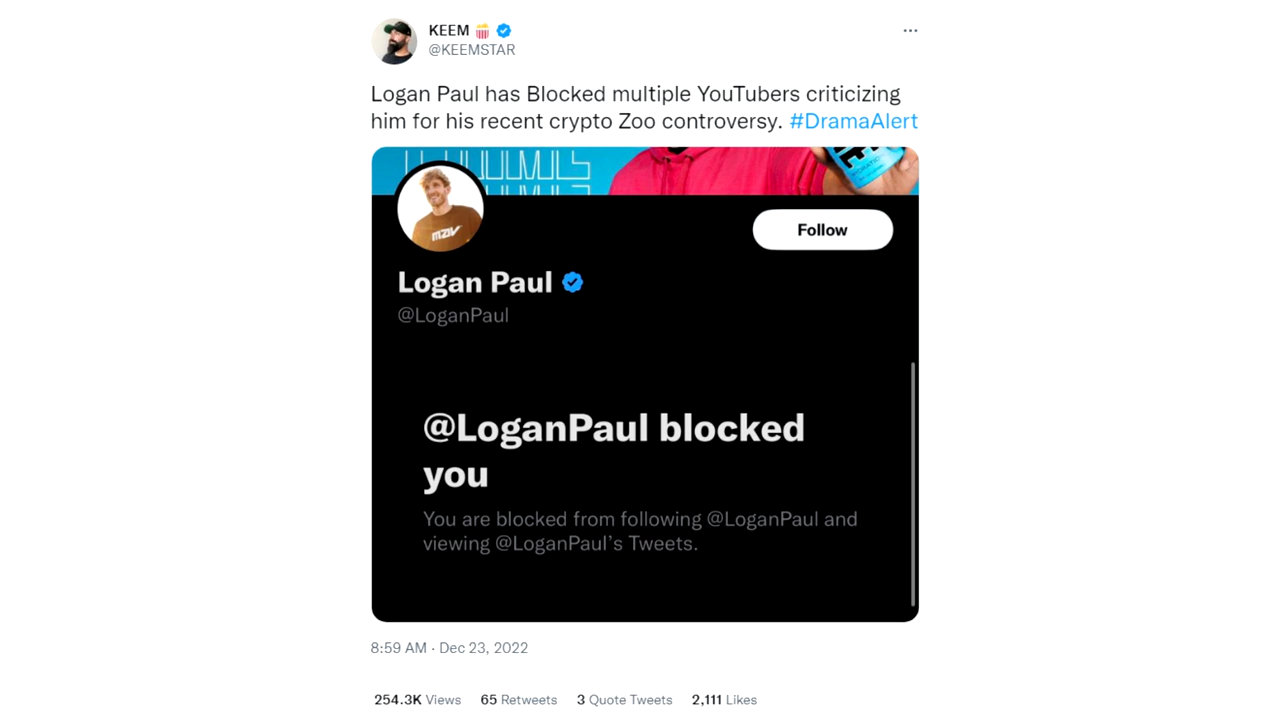 KEEM 🍿
@KEEMSTAR
Logan Paul has Blocked multiple YouTubers criticizing
him for his recent crypto Zoo controversy. #DramaAlert
MZIV
Follow
Logan Paul
@LoganPaul
@LoganPaul blocked
you
You are blocked from following @LoganPaul and
viewing @LoganPaul’s Tweets.
8:59 AM · Dec 23, 2022
254.3K Views 65 Retweets 3 Quote Tweets 2,111 Likes